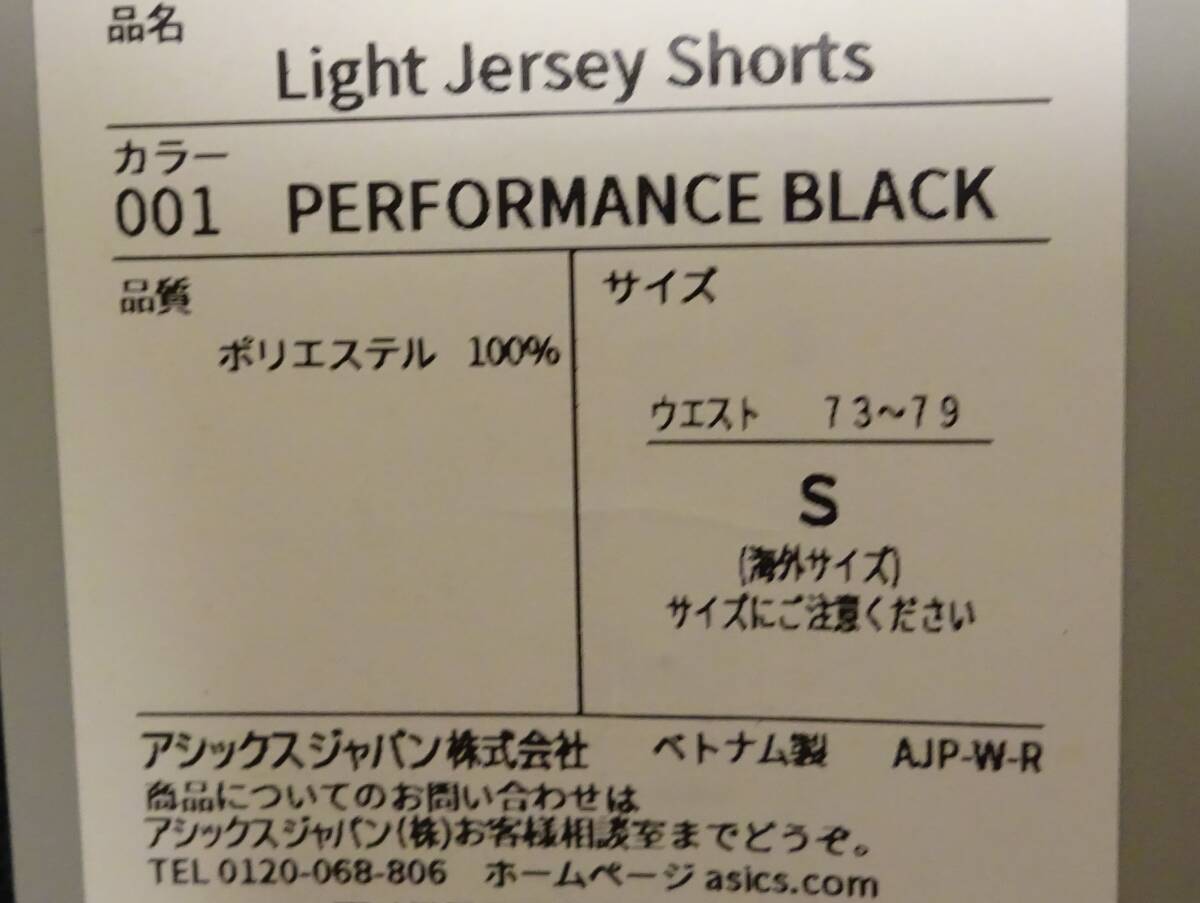 品名
Light Jersey Shorts
カラー
001 PERFORMANCE BLACK
品質
ポリエステル 100%
サイズ
ウエスト 73~79
S
(海外サイズ)
サイズにご注意ください
アシックスジャパン株式会社 ベトナム製 AJP-W-R
商品についてのお問い合わせは
アシックスジャパン(株)お客様相談室までどうぞ。
TEL 0120-068-806 ホームページ asics.com